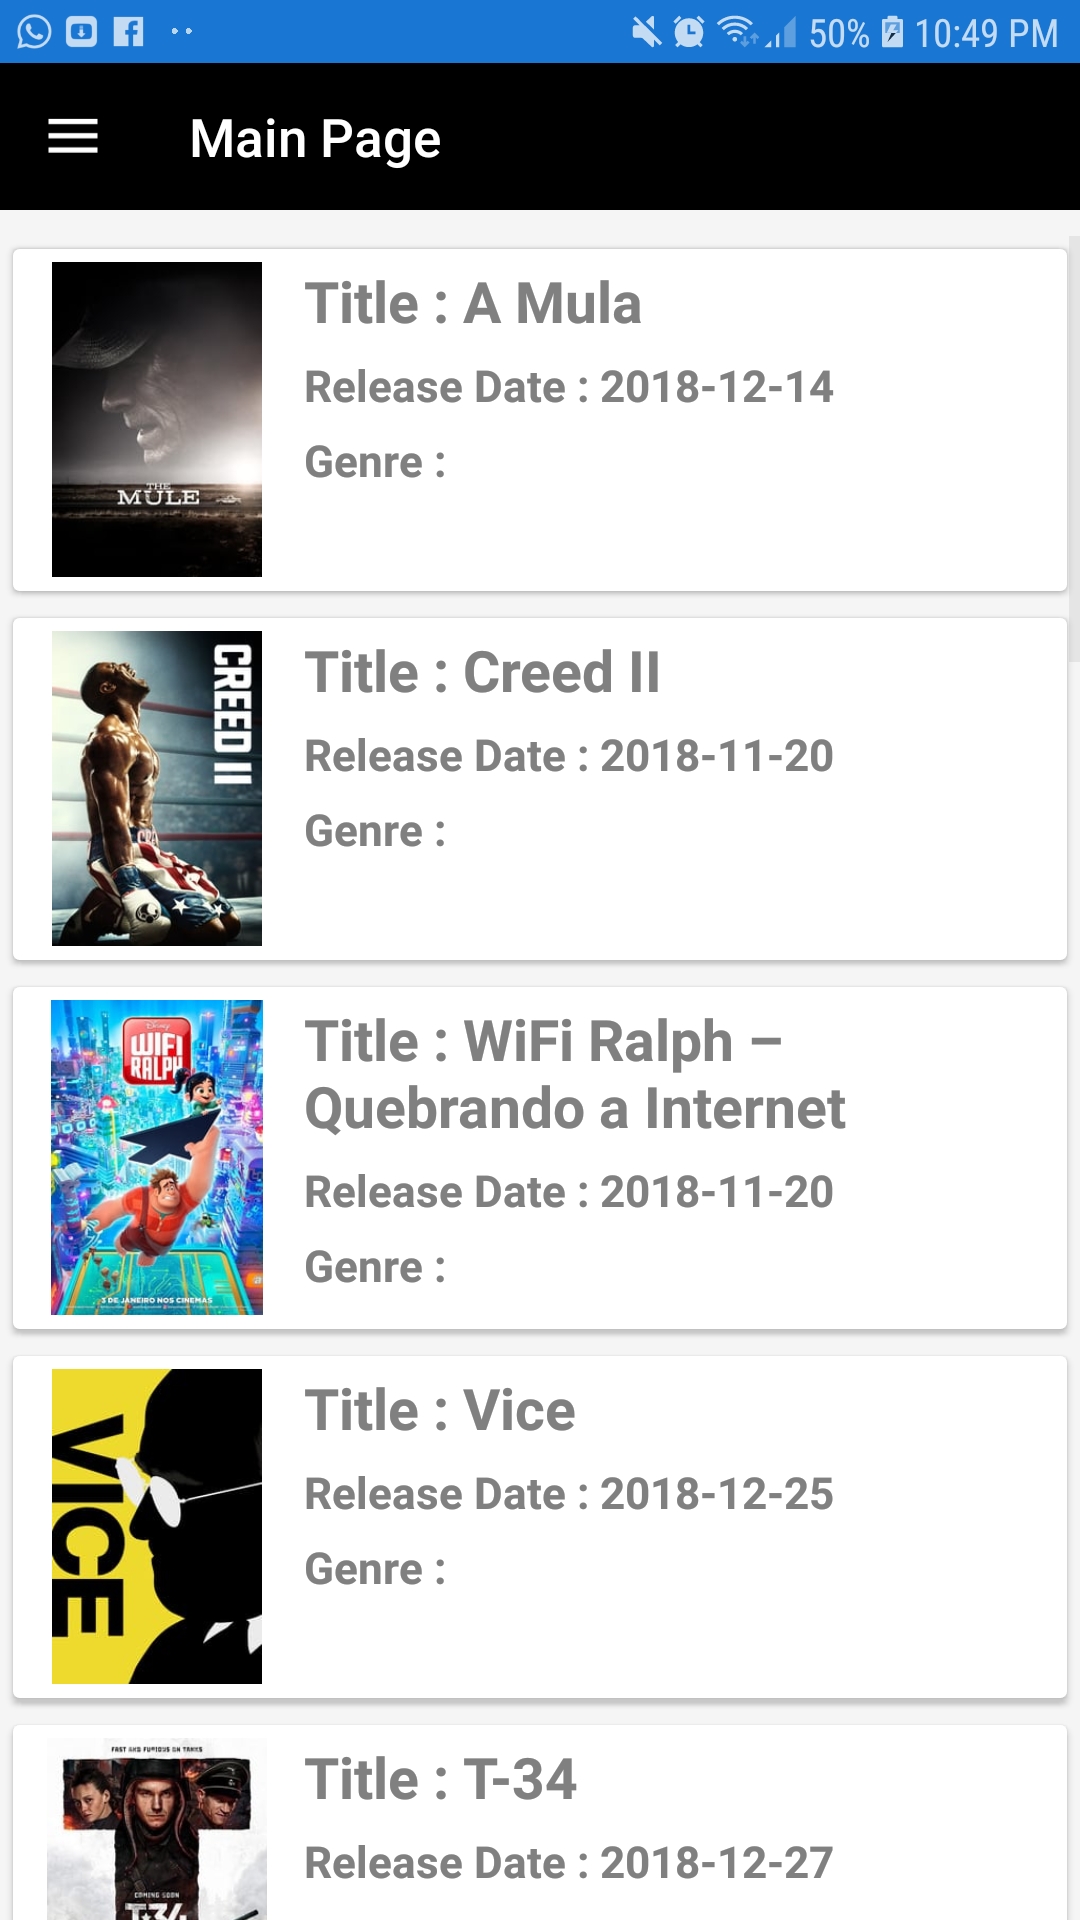 50% 10:49 PM
Main Page
THE
MULE
Title : A Mula
Release Date : 2018-12-14
Genre :
CREED II
Title : Creed II
Release Date : 2018-11-20
Genre :
Disney
WiFi
RALPH
3 DE JANEIRO NOS CINEMAS
Title : WiFi Ralph –
Quebrando a Internet
Release Date : 2018-11-20
Genre :
VICE
Title : Vice
Release Date : 2018-12-25
Genre :
FAST AND FURIOUS ON TANKS
COMING SOON
T-34
Title : T-34
Release Date : 2018-12-27